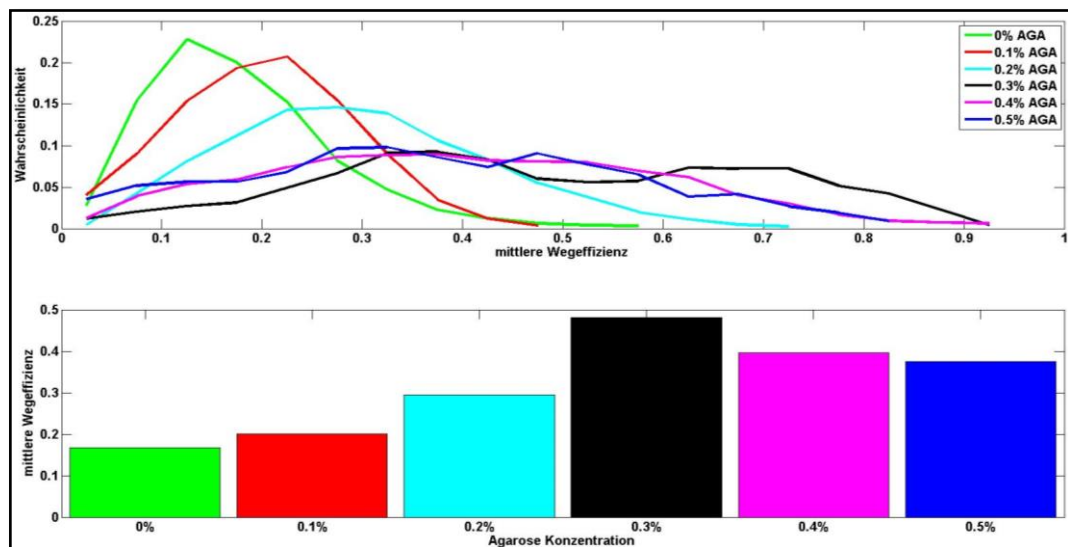 0.25
0.2
0.15
0.1
0.05
0
Wahrscheinlichkeit
0% AGA
0.1% AGA
0.2% AGA
0.3% AGA
0.4% AGA
0.5% AGA
0 0.1 0.2 0.3 0.4 0.5 0.6 0.7 0.8 0.9 1
mittlere Wegeffizienz
0.5
0.4
0.3
0.2
0.1
0
mittlere Wegeffizienz
0% 0.1% 0.2% 0.3% 0.4% 0.5%
Agarose Konzentration